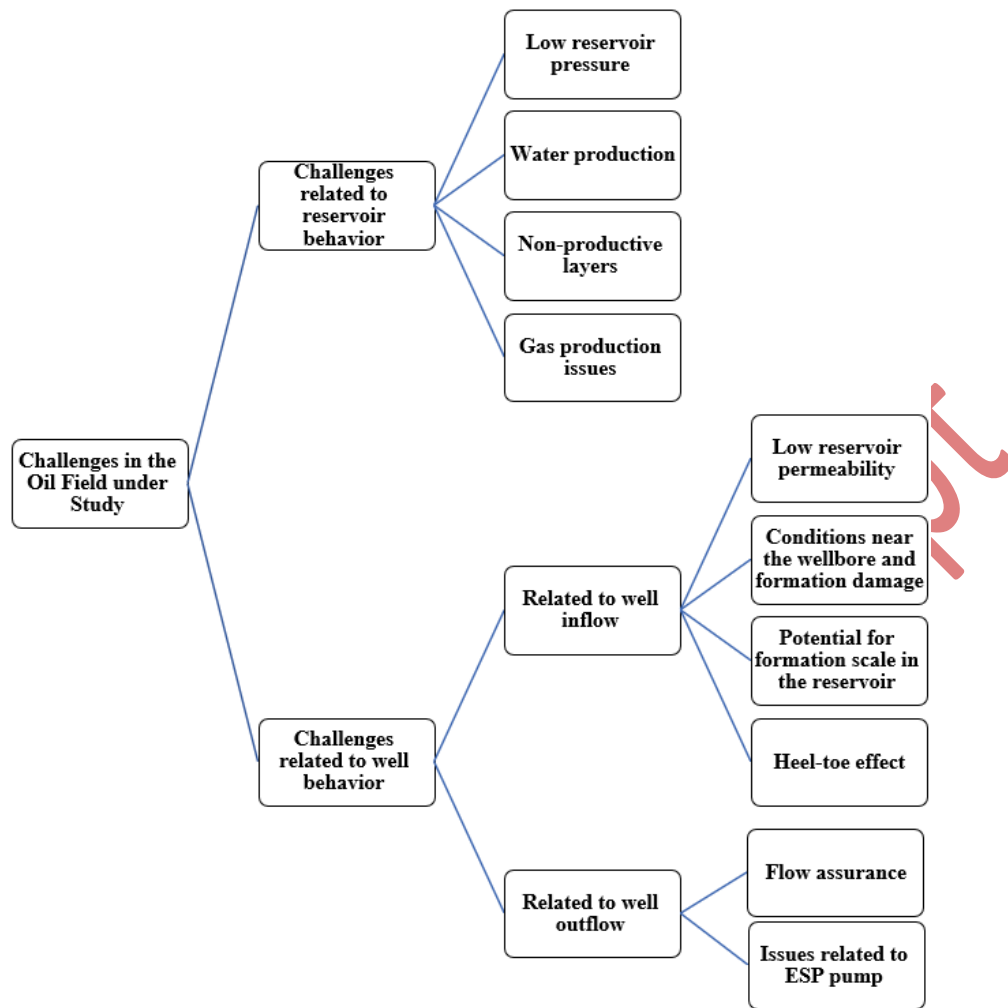 Low reservoir
pressure
Water production
Challenges
related to
reservoir
behavior
Non-productive
layers
Gas production
issues
Challenges in the
Oil Field under
Study
Low reservoir
permeability
Conditions near
the wellbore and
formation damage
Related to well
inflow
Potential for
formation scale in
the reservoir
Heel-toe effect
Challenges
related to well
behavior
Flow assurance
Related to well
outflow
Issues related to
ESP pump